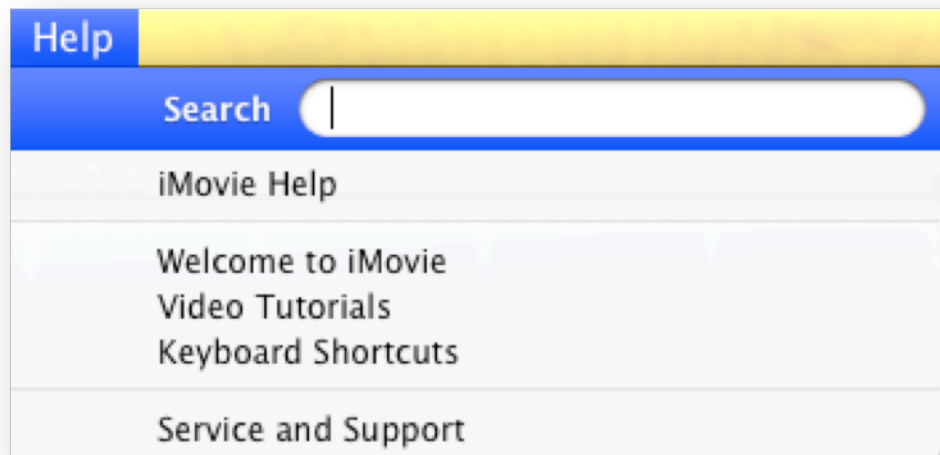 Help
Search
iMovie Help
Welcome to iMovie
Video Tutorials
Keyboard Shortcuts
Service and Support